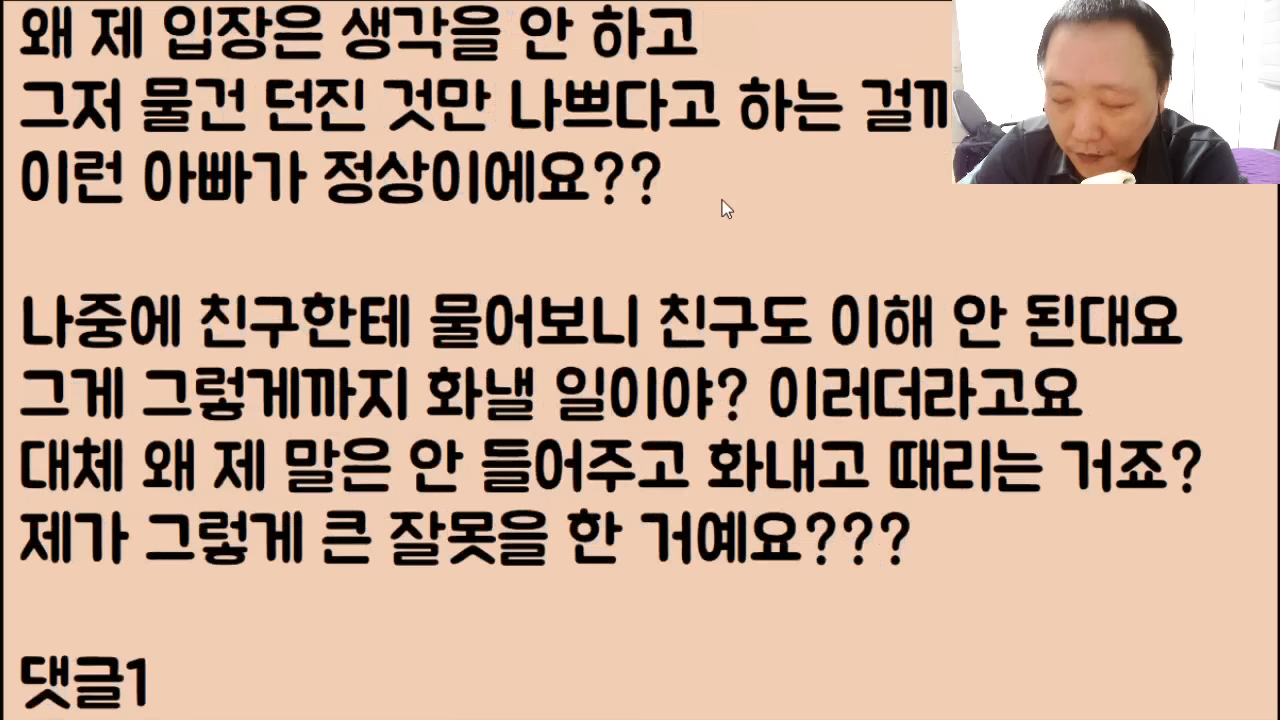 왜 제 입장은 생각을 안 하고
그저 물건 던진 것만 나쁘다고 하는
이런 아빠가 정상이에요??
나중에 친구한테 물어보니 친구도 이해 안 된대요
그게 그렇게까지 화낼 일이야? 이러더라고요
대체 왜 제 말은 안 들어주고 화내고 때리는 거죠?
제가 그렇게 큰 잘못을 한 거예요???
댓글1